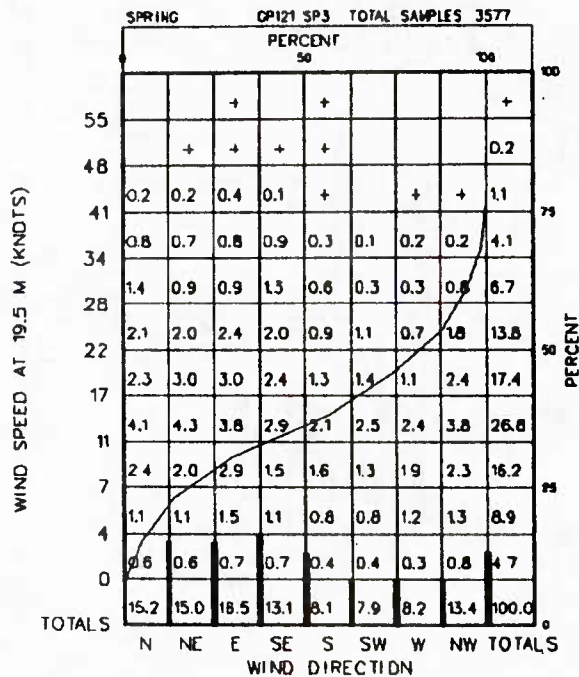 SPRING GP121 SP3 TOTAL SAMPLES 3577
PERCENT
0 50 100
100
+ + +
55
+ + + + 0.2
48
0.2 0.2 0.4 0.1 + + + 1.1
41 75
0.8 0.7 0.8 0.9 0.3 0.1 0.2 0.2 4.1
34
1.4 0.9 0.9 1.3 0.6 0.3 0.3 0.8 6.7
28
2.1 2.0 2.4 2.0 0.9 1.1 0.7 1.8 13.8
22 50
2.3 3.0 3.0 2.4 1.3 1.4 1.1 2.4 17.4
17
4.1 4.3 3.8 2.9 2.1 2.5 2.4 3.8 26.8
11
2.4 2.0 2.9 1.5 1.6 1.3 1.9 2.3 16.2
7 25
1.1 1.1 1.5 1.1 0.8 0.8 1.2 1.3 8.9
4
0.6 0.6 0.7 0.7 0.4 0.4 0.3 0.8 4.7
0
15.2 15.0 16.5 13.1 8.1 7.9 8.2 13.4 100.0
TOTALS 0
N NE E SE S SW W NW TOTALS
WIND DIRECTION
WIND SPEED AT 19.5 M (KNOTS)
PERCENT